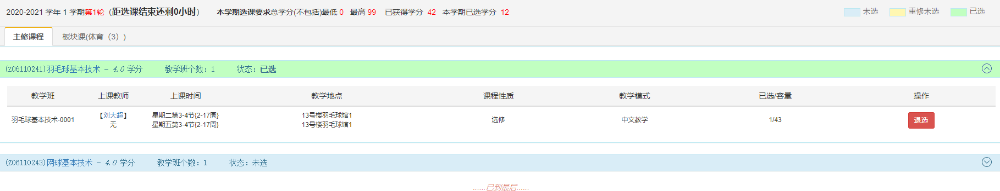 2020-2021 学年 1 学期第1轮（距选课结束还剩0小时） 本学期选课要求总学分(不包括)最低 0 最高 99 已获得学分 42 本学期已选学分 12 未选 重修未选 已选
主修课程 板块课(体育（3）)
(Z06110241)羽毛球基本技术 - 4.0 学分 教学班个数：1 状态：已选
教学班 上课教师 上课时间 教学地点 课程性质 教学模式 已选/容量 操作
羽毛球基本技术-0001 【刘大超】 无 星期二第3-4节{2-17周} 星期五第3-4节{2-17周} 13号楼羽毛球馆1 13号楼羽毛球馆1 选修 中文教学 1/43 退选
(Z06110243)网球基本技术 - 4.0 学分 教学班个数：1 状态：未选
......已到最后......